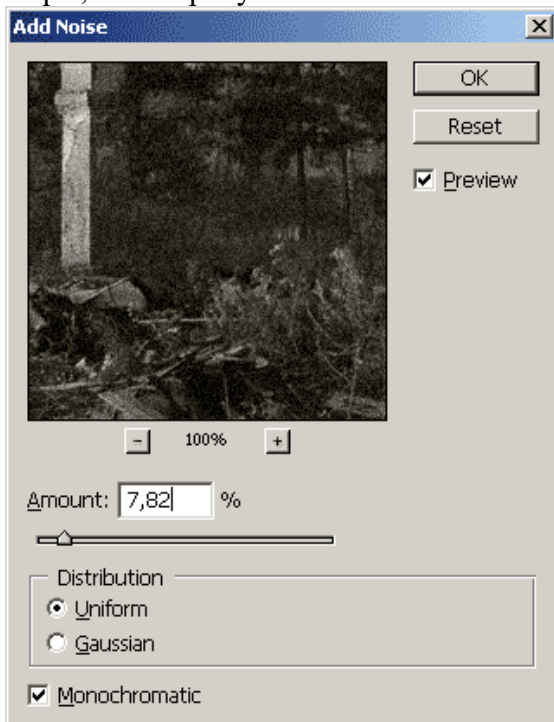 Add Noise
OK
Reset
Preview
- 100% +
Amount: 7,82 %
Distribution
Uniform
Gaussian
Monochromatic